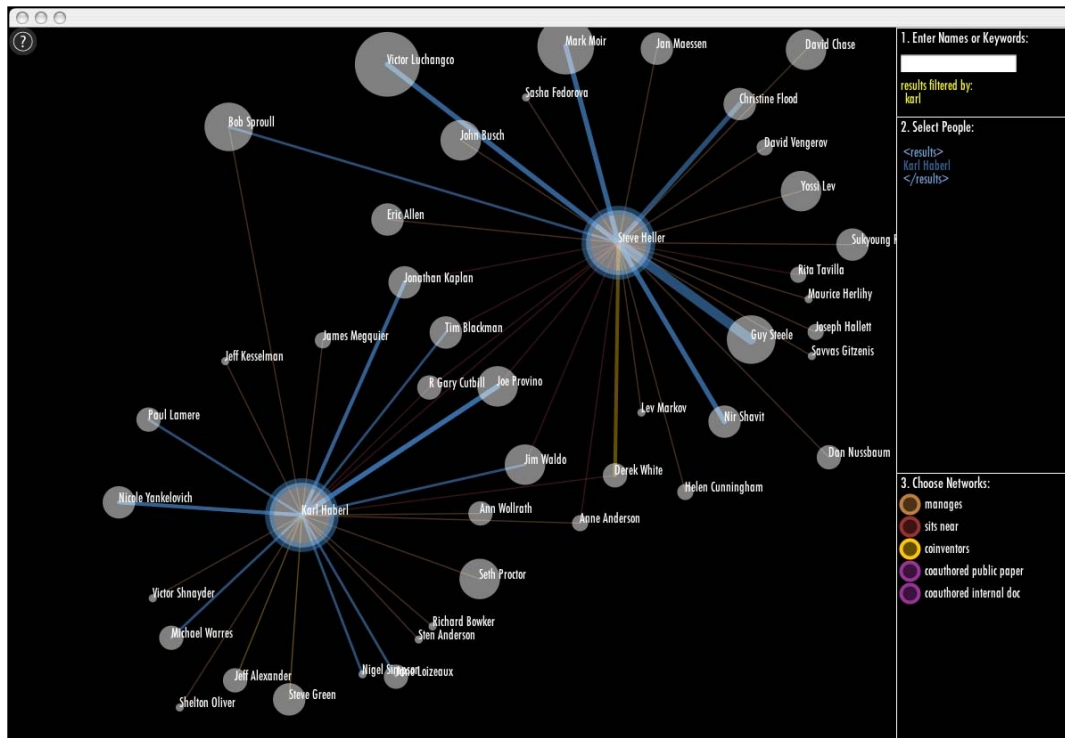 ?
Victor Luchangco
Mark Moir
Jan Maessen
David Chase
Sasha Fedorova
Christine Flood
Bob Sproull
John Busch
David Vengerov
Yossi Lev
Eric Allen
Steve Heller
Sukyoung R
Jonathan Kaplan
Rita Tavilla
Maurice Herlihy
Tim Blackman
James Megquier
Guy Steele
Joseph Hallett
Savvas Gitzenis
Jeff Kesselman
R Gary Cutbill
Joe Provino
Paul Lamere
Lev Markov
Nir Shavit
Jim Waldo
Derek White
Dan Nussbaum
Helen Cunningham
Nicole Yankelovich
Karl Haberl
Ann Wollrath
Anne Anderson
Seth Proctor
Victor Shnayder
Richard Bowker
Michael Warres
Sten Anderson
Jeff Alexander
Nigel Simpson
Loizeaux
Steve Green
Shelton Oliver
1. Enter Names or Keywords:
results filtered by:
karl
2. Select People:
<results>
Karl Haberl
</results>
3. Choose Networks:
manages
sits near
coinventors
coauthored public paper
coauthored internal doc